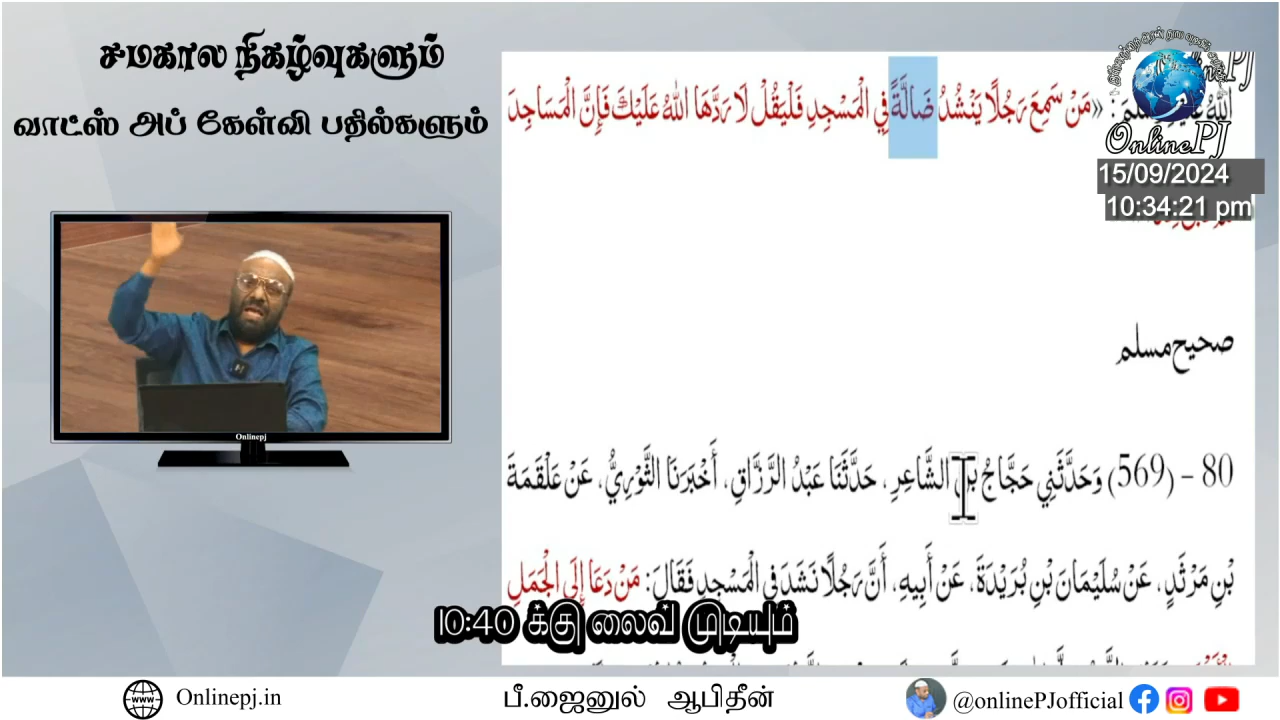 சமகால நிகழ்வுகளும்
வாட்ஸ் அப் கேள்வி பதில்களும்
Onlinepj
اللهُ عَلَيْهِ وَسَلَّمَ: «مَنْ سَمِعَ رَجُلًا يَنْشُدُ ضَالَّةً فِي الْمَسْجِدِ فَلْيَقُلْ لَا رَدَّهَا اللهُ عَلَيْكَ فَإِنَّ الْمَسَاجِدَ
OnlinePJ
15/09/2024
10:34:21 pm
صحيح مسلم
80 - (569) وَحَدَّثَنِي حَجَّاجُ بْنُ الشَّاعِرِ، حَدَّثَنَا عَبْدُ الرَّزَّاقِ، أَخْبَرَنَا الثَّوْرِيُّ، عَنْ عَلْقَمَةَ
بْنِ مَرْثَدٍ، عَنْ سُلَيْمَانَ بْنِ بُرَيْدَةَ، عَنْ أَبِيهِ، أَنَّ رَجُلًا نَشَدَ فِي الْمَسْجِدِ فَقَالَ: مَنْ دَعَا إِلَى الْجَمَلِ
10:40 க்கு லைவ் முடியும்
Onlinepj.in
பீ.ஜைனுல் ஆபிதீன்
@onlinePJofficial